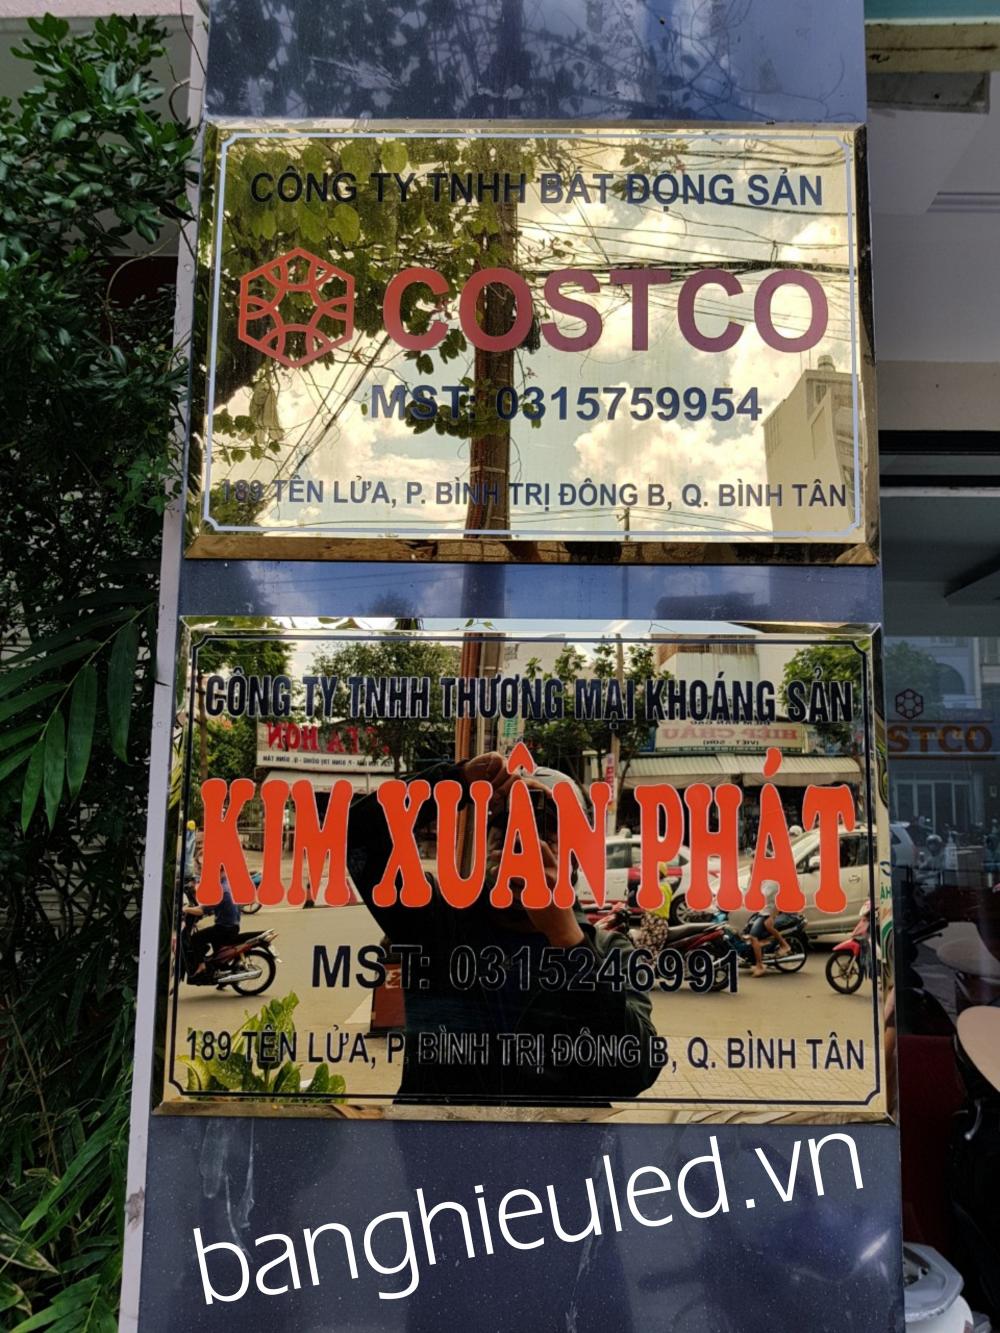 CÔNG TY TNHH BẤT ĐỘNG SẢN
COSTCO
MST: 0315759954
189 TÊN LỬA, P. BÌNH TRỊ ĐÔNG B, Q. BÌNH TÂN
CÔNG TY TNHH THƯƠNG MẠI KHOÁNG SẢN
KIM XUÂN PHÁT
MST: 0315246991
189 TÊN LỬA, P. BÌNH TRỊ ĐÔNG B, Q. BÌNH TÂN
STCO
banghieuled.vn